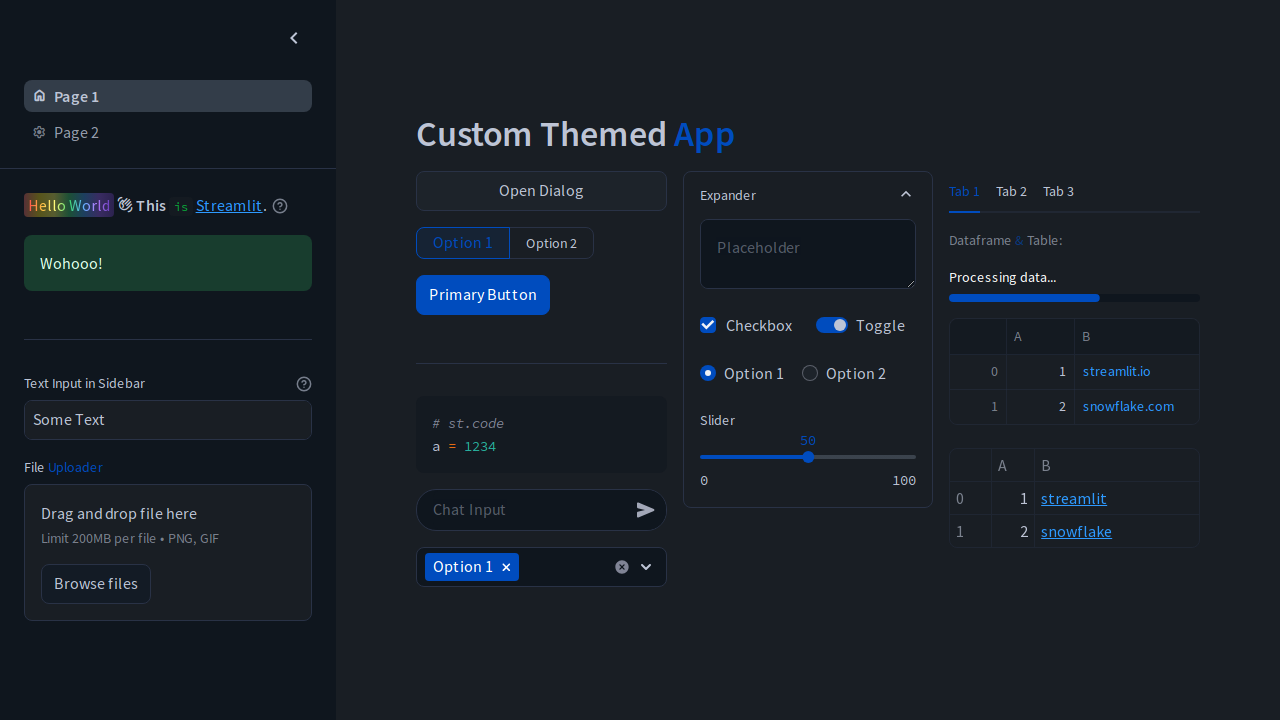 Page 1
Page 2
Hello World 👋 This is Streamlit.
Wohooo!
Text Input in Sidebar
Some Text
File Uploader
Drag and drop file here
Limit 200MB per file • PNG, GIF
Browse files
Custom Themed App
Open Dialog
Option 1 Option 2
Primary Button
# st.code
a = 1234
Chat Input
Option 1
Expander
Placeholder
Checkbox Toggle
Option 1 Option 2
Slider
50
0 100
Tab 1 Tab 2 Tab 3
Dataframe & Table:
Processing data...
A B
0 1 streamlit.io
1 2 snowflake.com
A B
0 1 streamlit
1 2 snowflake